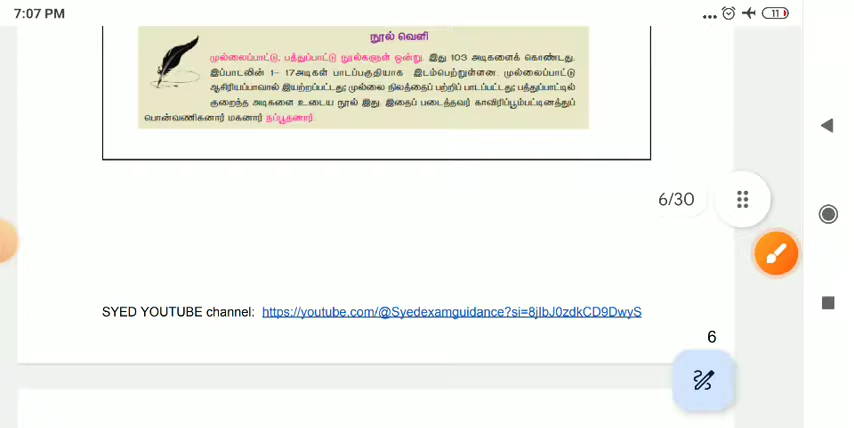 7:07 PM
11
நூல் வெளி
முல்லைப்பாட்டு, பத்துப்பாட்டு நூல்களுள் ஒன்று. இது 103 அடிகளைக் கொண்டது.
இப்பாடலின் 1– 17அடிகள் பாடப்பகுதியாக இடம்பெற்றுள்ளன. முல்லைப்பாட்டு
ஆசிரியப்பாவால் இயற்றப்பட்டது; முல்லை நிலத்தைப் பற்றிப் பாடப்பட்டது; பத்துப்பாட்டில்
குறைந்த அடிகளை உடைய நூல் இது. இதைப் படைத்தவர் காவிரிப்பூம்பட்டினத்துப்
பொன்வணிகனார் மகனார் நப்பூதனார்.
6/30
SYED YOUTUBE channel: https://youtube.com/@Syedexamguidance?si=8jIbJ0zdkCD9DwyS
6